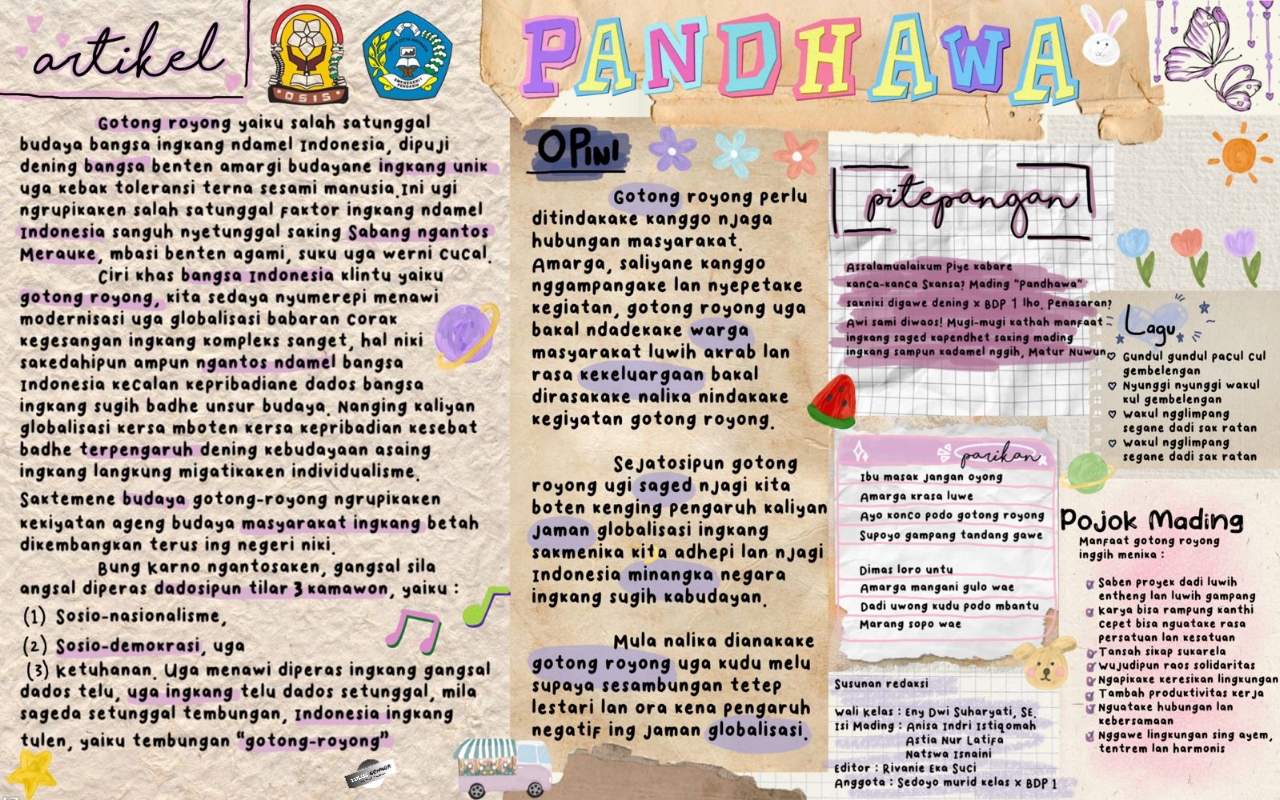 artikel
OSIS
PANDHAWA
Gotong royong yaiku salah satunggal
budaya bangsa ingkang ndamel Indonesia, dipuji
dening bangsa benten amargi budayane ingkang unik
uga kebak toleransi terna sesami manusia.Ini ugi
ngrupikaken salah satunggal faktor ingkang ndamel
Indonesia sanguh nyetunggal saking Sabang ngantos
Merauke, mbasi benten agami, suku uga werni cucal.
Ciri khas bangsa Indonesia klintu yaiku
gotong royong, kita sedaya nyumerepi menawi
modernisasi uga globalisasi babaran corak
kegesangan ingkang kompleks sanget, hal niki
sakedahipun ampun ngantos ndamel bangsa
Indonesia kecalan kepribadiane dados bangsa
ingkang sugih badhe unsur budaya. Nanging kaliyan
globalisasi kersa mboten kersa kepribadian kesebat
badhe terpengaruh dening kebudayaan asaing
ingkang langkung migatikaken individualisme.
Saktemene budaya gotong-royong ngrupikaken
kekiyatan ageng budaya masyarakat ingkang betah
dikembangkan terus ing negeri niki.
Bung Karno ngantosaken, gangsal sila
angsal diperas dadosipun tilar 3 kamawon, yaiku :
(1) Sosio-nasionalisme,
(2) Sosio-demokrasi, uga
(3) Ketuhanan. Uga menawi diperas ingkang gangsal
dados telu, uga ingkang telu dados setunggal, mila
sageda setunggal tembungan, Indonesia ingkang
tulen, yaiku tembungan "gotong-royong"
OPINI
Gotong royong perlu
ditindakake kanggo njaga
hubungan masyarakat.
Amarga, saliyane kanggo
nggampangake lan nyepetake
kegiatan, gotong royong uga
bakal ndadekake warga
masyarakat luwih akrab lan
rasa kekeluargaan bakal
dirasakake nalika nindakake
kegiyatan gotong royong.
Sejatosipun gotong
royong ugi saged njagi kita
boten kenging pengaruh kaliyan
jaman globalisasi ingkang
sakmenika kita adhepi lan njagi
Indonesia minangka negara
ingkang sugih kabudayan.
Mula nalika dianakake
gotong royong uga kudu melu
supaya sesambungan tetep
lestari lan ora kena pengaruh
negatif ing jaman globalisasi.
pitepangan
Assalamualaikum Piye kabare
kanca-kanca Skansa? Mading "Pandhawa"
sakniki digawe dening x BDP 1 lho. Penasaran?
Awi sami diwaos! Mugi-mugi kathah manfaat
ingkang saged kapendhet saking mading
ingkang sampun kadamel nggih, Matur Nuwun
Lagu
Gundul gundul pacul cul
gembelengan
Nyunggi nyunggi wakul
kul gembelengan
Wakul ngglimpang
segane dadi sak ratan
Wakul ngglimpang
segane dadi sak ratan
parikan
Ibu masak jangan oyong
Amarga krasa luwe
Ayo konco podo gotong royong
Supoyo gampang tandang gawe
Dimas loro untu
Amarga mangani gulo wae
Dadi uwong kudu podo mbantu
Marang sopo wae
Pojok Mading
Manfaat gotong royong
inggih menika :
Saben proyek dadi luwih
entheng lan luwih gampang
Karya bisa rampung kanthi
cepet bisa nguatake rasa
persatuan lan kesatuan
Tansah sikap sukarela
Wujudipun raos solidaritas
Ngapikake keresikan lingkungan
Tambah produktivitas kerja
Nguatake hubungan lan
kebersamaan
Nggawe lingkungan sing ayem,
tentrem lan harmonis
Susunan redaksi
Wali Kelas : Eny Dwi Suharyati, SE.
Isi Mading : Anisa Indri Istiqomah
Astia Nur Latifa
Natswa Isnaini
Editor : Rivanie Eka Suci
Anggota : Sedoyo murid kelas x BDP 1